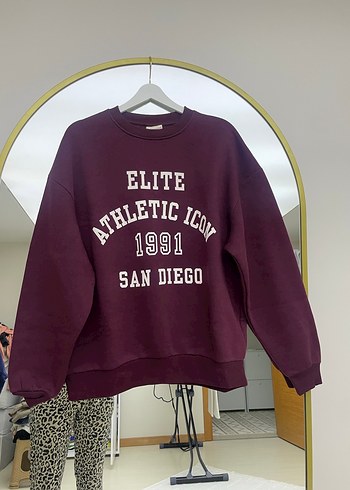 ELITE
ATHLETIC ICON
1991
SAN DIEGO